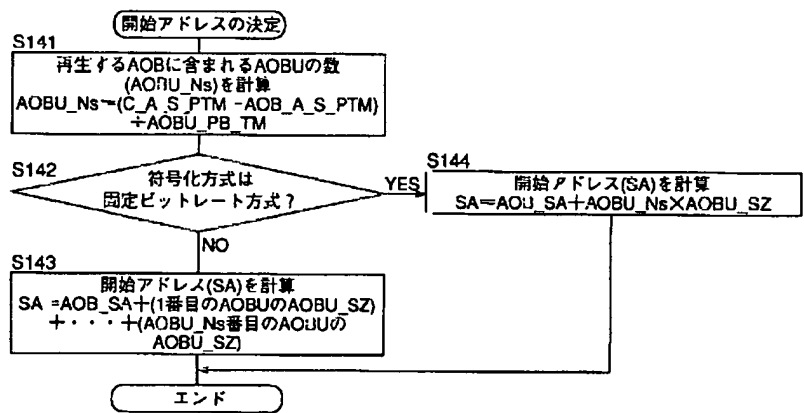 開始アドレスの決定
S141
再生するAOBに含まれるAOBUの数
(AOBU_Ns)を計算
AOBU_Ns=(C_A_S_PTM -AOB_A_S_PTM)
÷AOBU_PB_TM
S142
符号化方式は
固定ビットレート方式?
YES
S144
開始アドレス(SA)を計算
SA=AOB_SA+AOBU_Ns×AOBU_SZ
NO
S143
開始アドレス(SA)を計算
SA =AOB_SA+(1番目のAOBUのAOBU_SZ)
+・・・+(AOBU_Ns番目のAOBUの
AOBU_SZ)
エンド